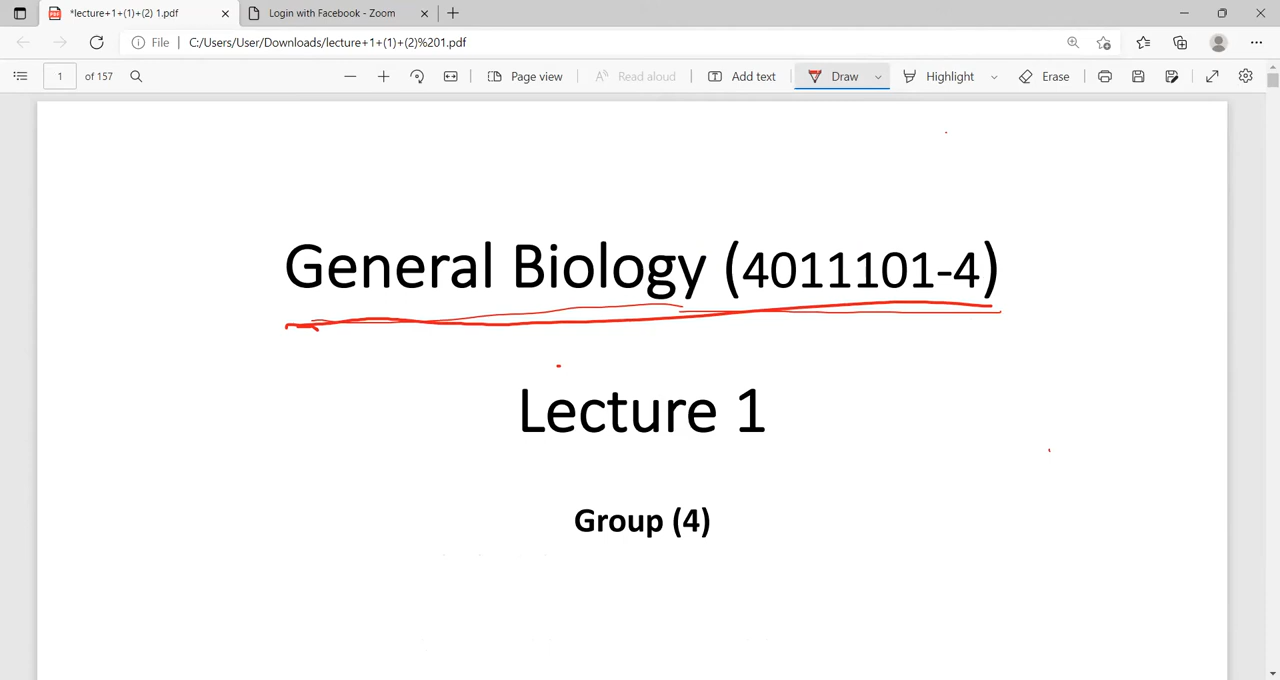 *lecture+1+(1)+(2) 1.pdf
Login with Facebook - Zoom
File
C:/Users/User/Downloads/lecture+1+(1)+(2)%201.pdf
1 of 157
Page view
Read aloud
Add text
Draw
Highlight
Erase
General Biology (4011101-4)
Lecture 1
Group (4)